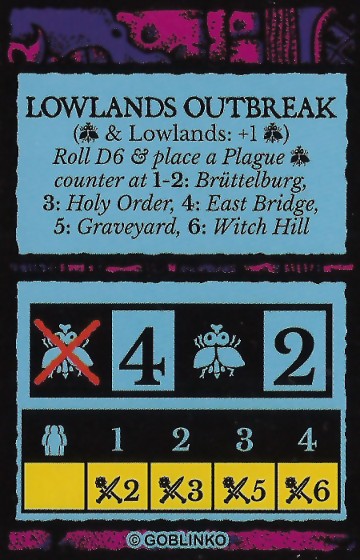 LOWLANDS OUTBREAK
( & Lowlands: +1 )
Roll D6 & place a Plague
counter at 1-2: Brüttelburg,
3: Holy Order, 4: East Bridge,
5: Graveyard, 6: Witch Hill
4 2
1 2 3 4
2 3 5 6
© GOBLINKO